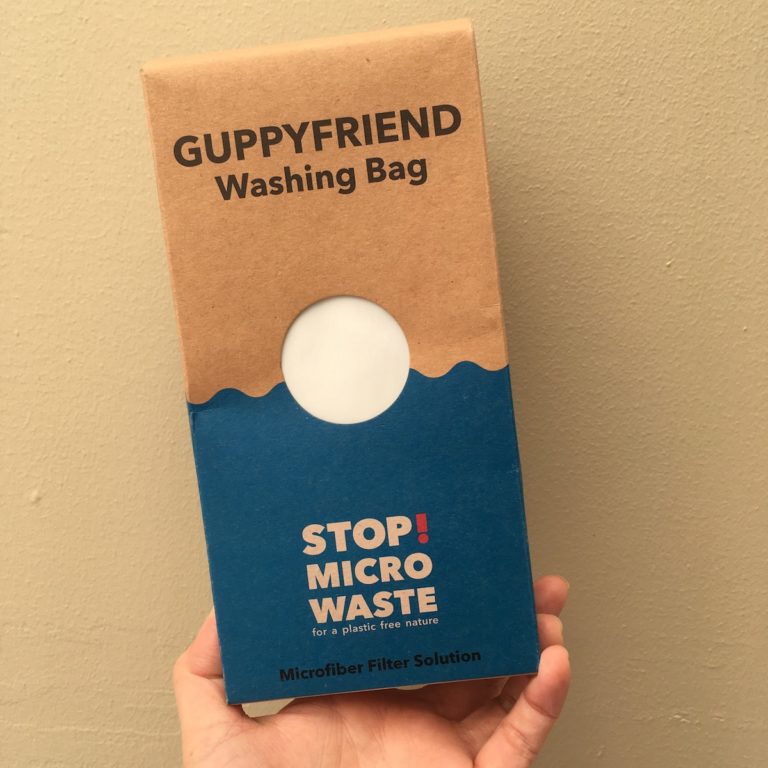 GUPPYFRIEND
Washing Bag
STOP!
MICRO
WASTE
for a plastic free nature
Microfiber Filter Solution